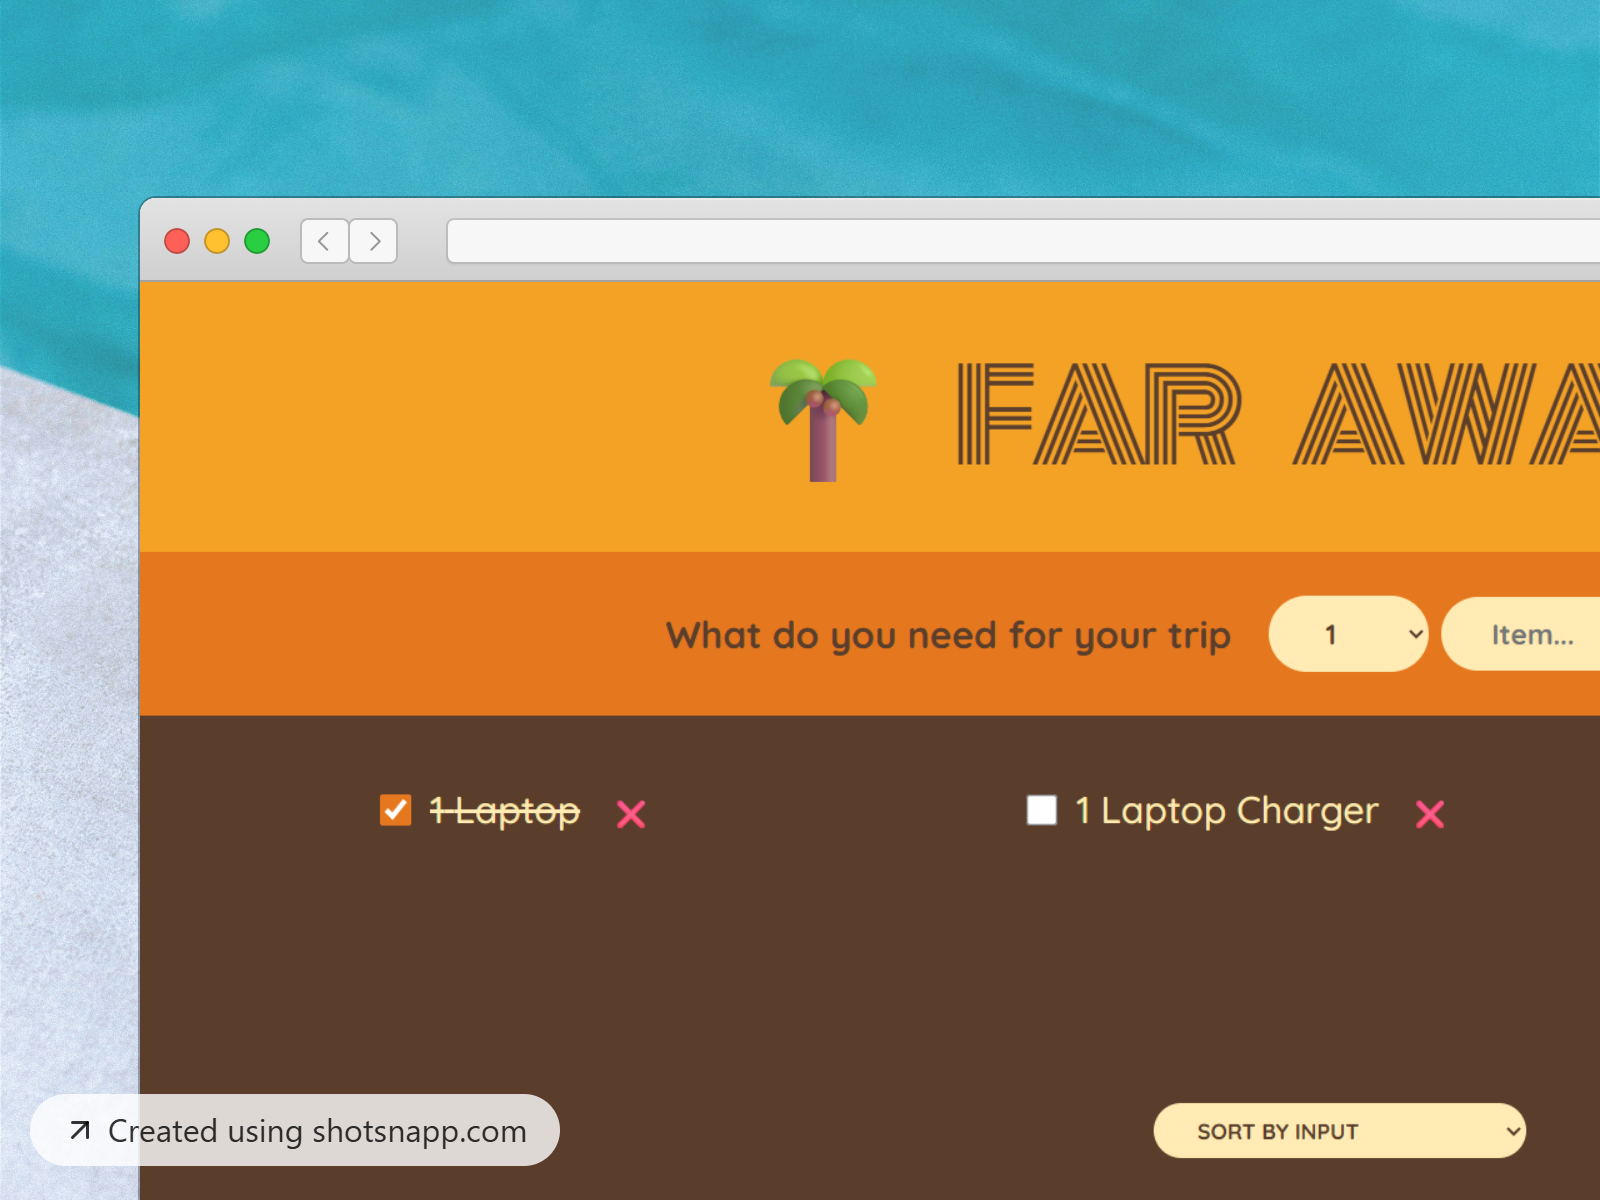 FAR AWA
What do you need for your trip 1 Item...
1 Laptop 1 Laptop Charger
SORT BY INPUT
Created using shotsnapp.com